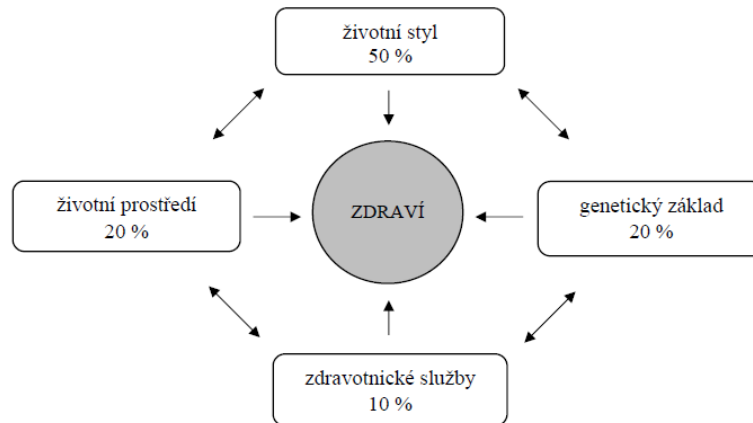 životní styl
50 %
životní prostředí
20 %
ZDRAVÍ
genetický základ
20 %
zdravotnické služby
10 %